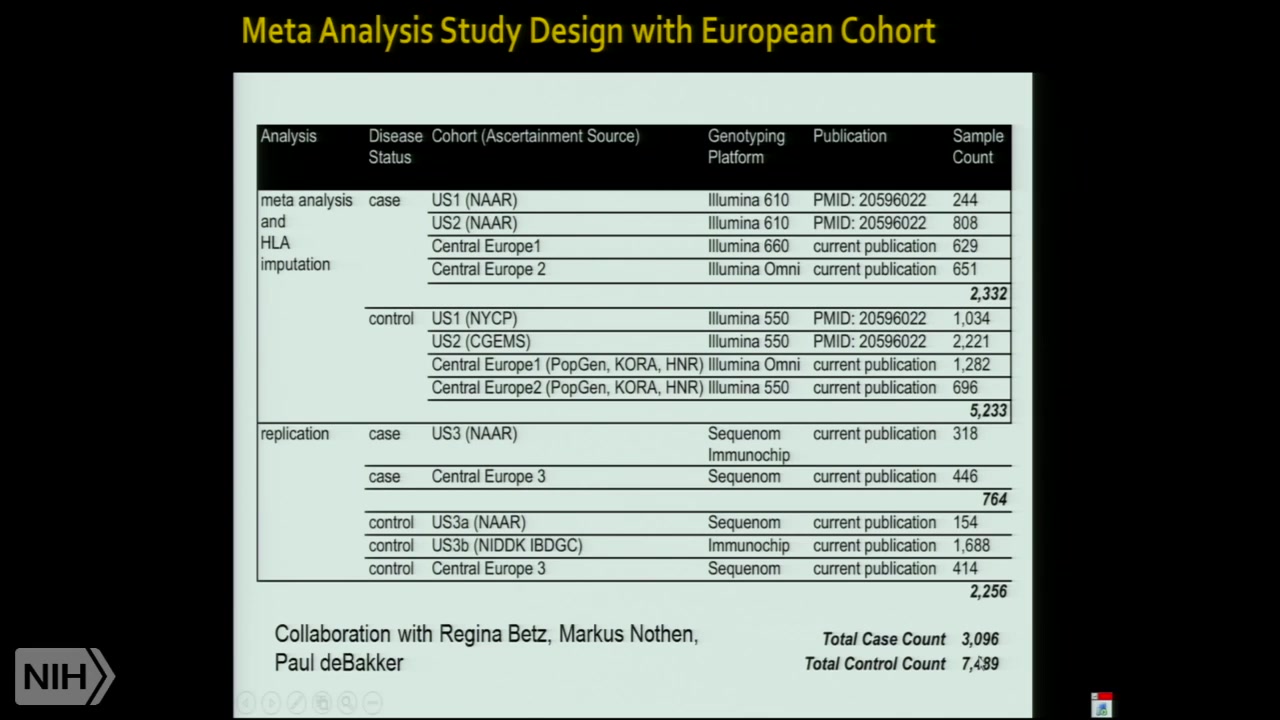 Meta Analysis Study Design with European Cohort
Analysis Disease Status Cohort (Ascertainment Source) Genotyping Platform Publication Sample Count
meta analysis and HLA imputation case US1 (NAAR) Illumina 610 PMID: 20596022 244
US2 (NAAR) Illumina 610 PMID: 20596022 808
Central Europe1 Illumina 660 current publication 629
Central Europe 2 Illumina Omni current publication 651
2,332
control US1 (NYCP) Illumina 550 PMID: 20596022 1,034
US2 (CGEMS) Illumina 550 PMID: 20596022 2,221
Central Europe1 (PopGen, KORA, HNR) Illumina Omni current publication 1,282
Central Europe2 (PopGen, KORA, HNR) Illumina 550 current publication 696
5,233
replication case US3 (NAAR) Sequenom Immunochip current publication 318
case Central Europe 3 Sequenom current publication 446
764
control US3a (NAAR) Sequenom current publication 154
control US3b (NIDDK IBDGC) Immunochip current publication 1,688
control Central Europe 3 Sequenom current publication 414
2,256
Collaboration with Regina Betz, Markus Nothen,
Paul deBakker
Total Case Count 3,096
Total Control Count 7,489
NIH